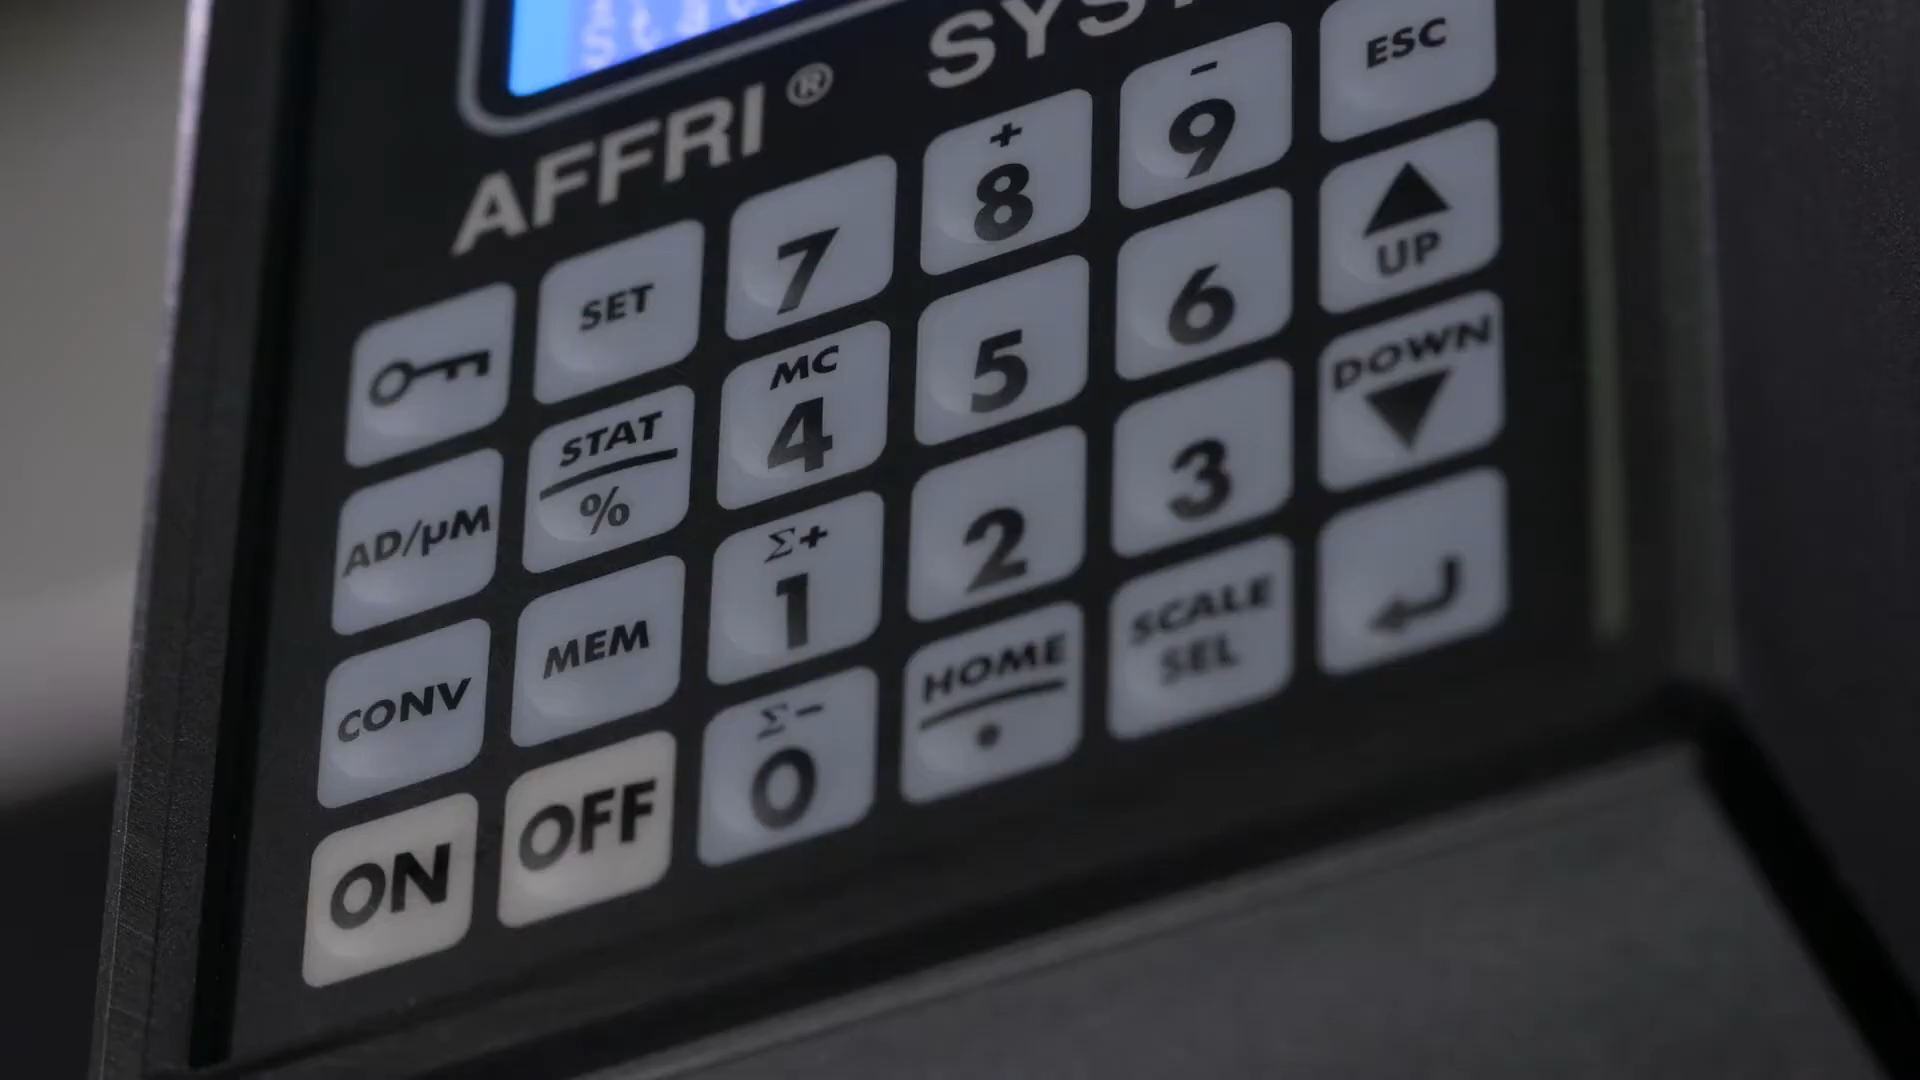 AFFRI® SYST
SET
7
+
8
-
9
ESC
AD/µM
STAT
%
MC
4
5
6
UP
CONV
MEM
Σ+
1
2
3
DOWN
ON
OFF
Σ-
0
HOME
.
SCALE
SEL